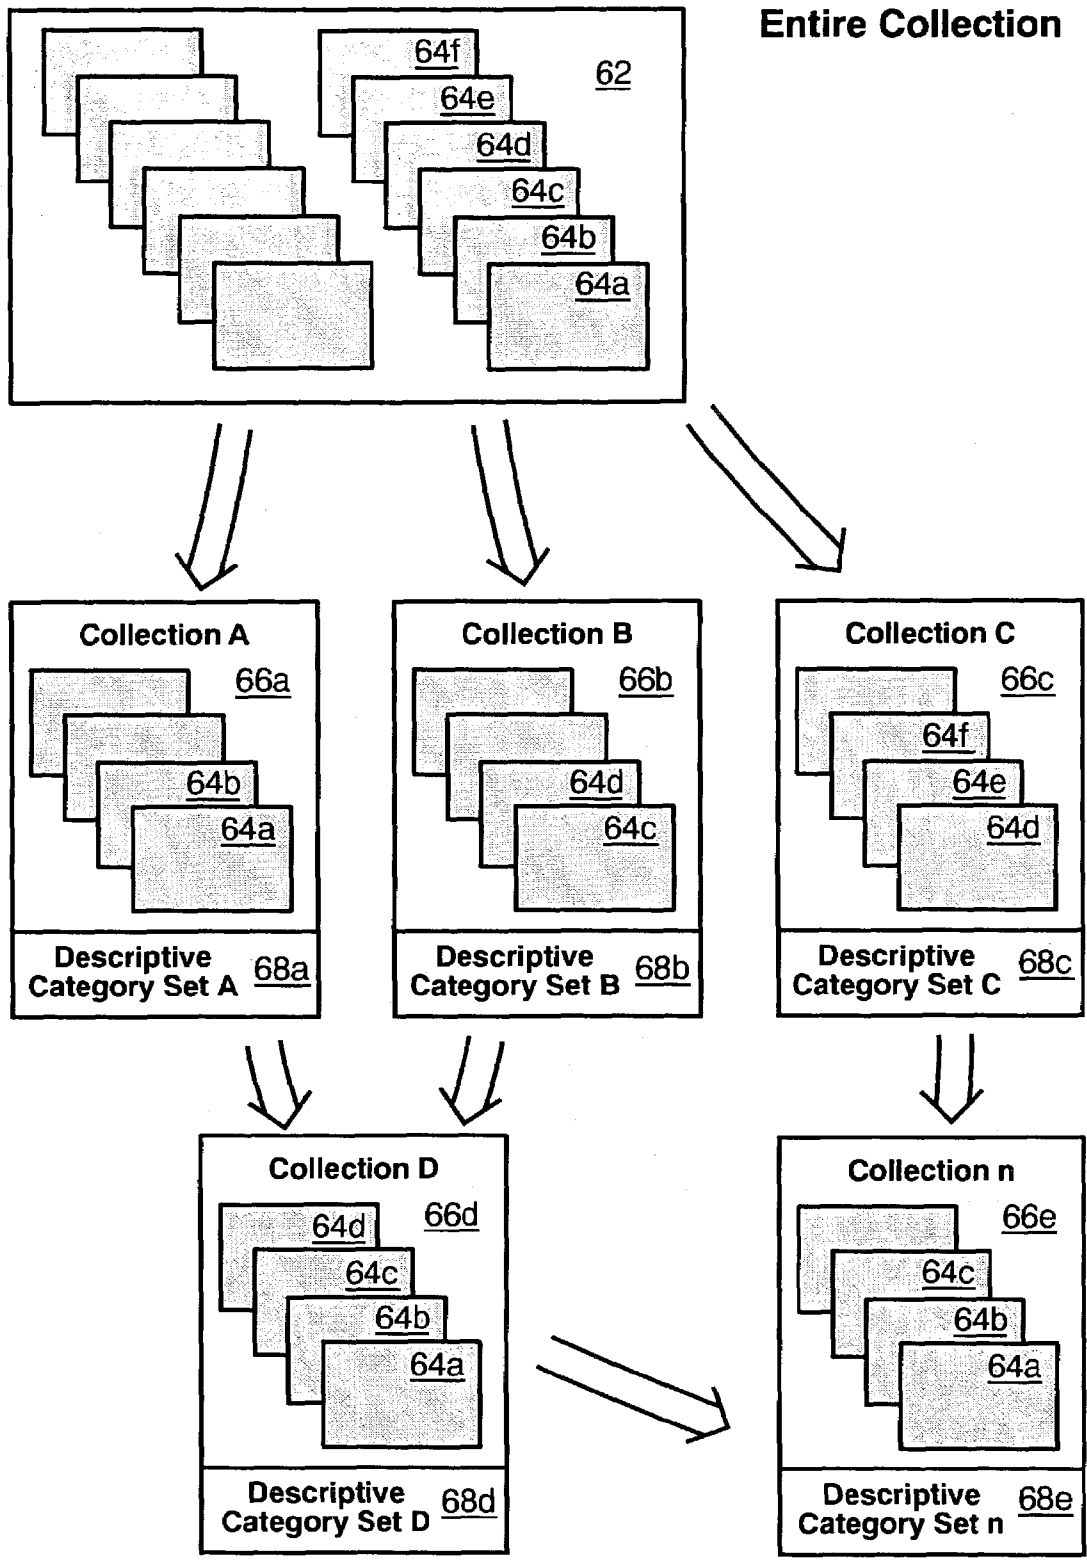 Entire Collection
62
64f
64e
64d
64c
64b
64a
Collection A
66a
64b
64a
Descriptive
Category Set A
68a
Collection B
66b
64d
64c
Descriptive
Category Set B
68b
Collection C
66c
64f
64e
64d
Descriptive
Category Set C
68c
Collection D
66d
64d
64c
64b
64a
Descriptive
Category Set D
68d
Collection n
66e
64c
64b
64a
Descriptive
Category Set n
68e